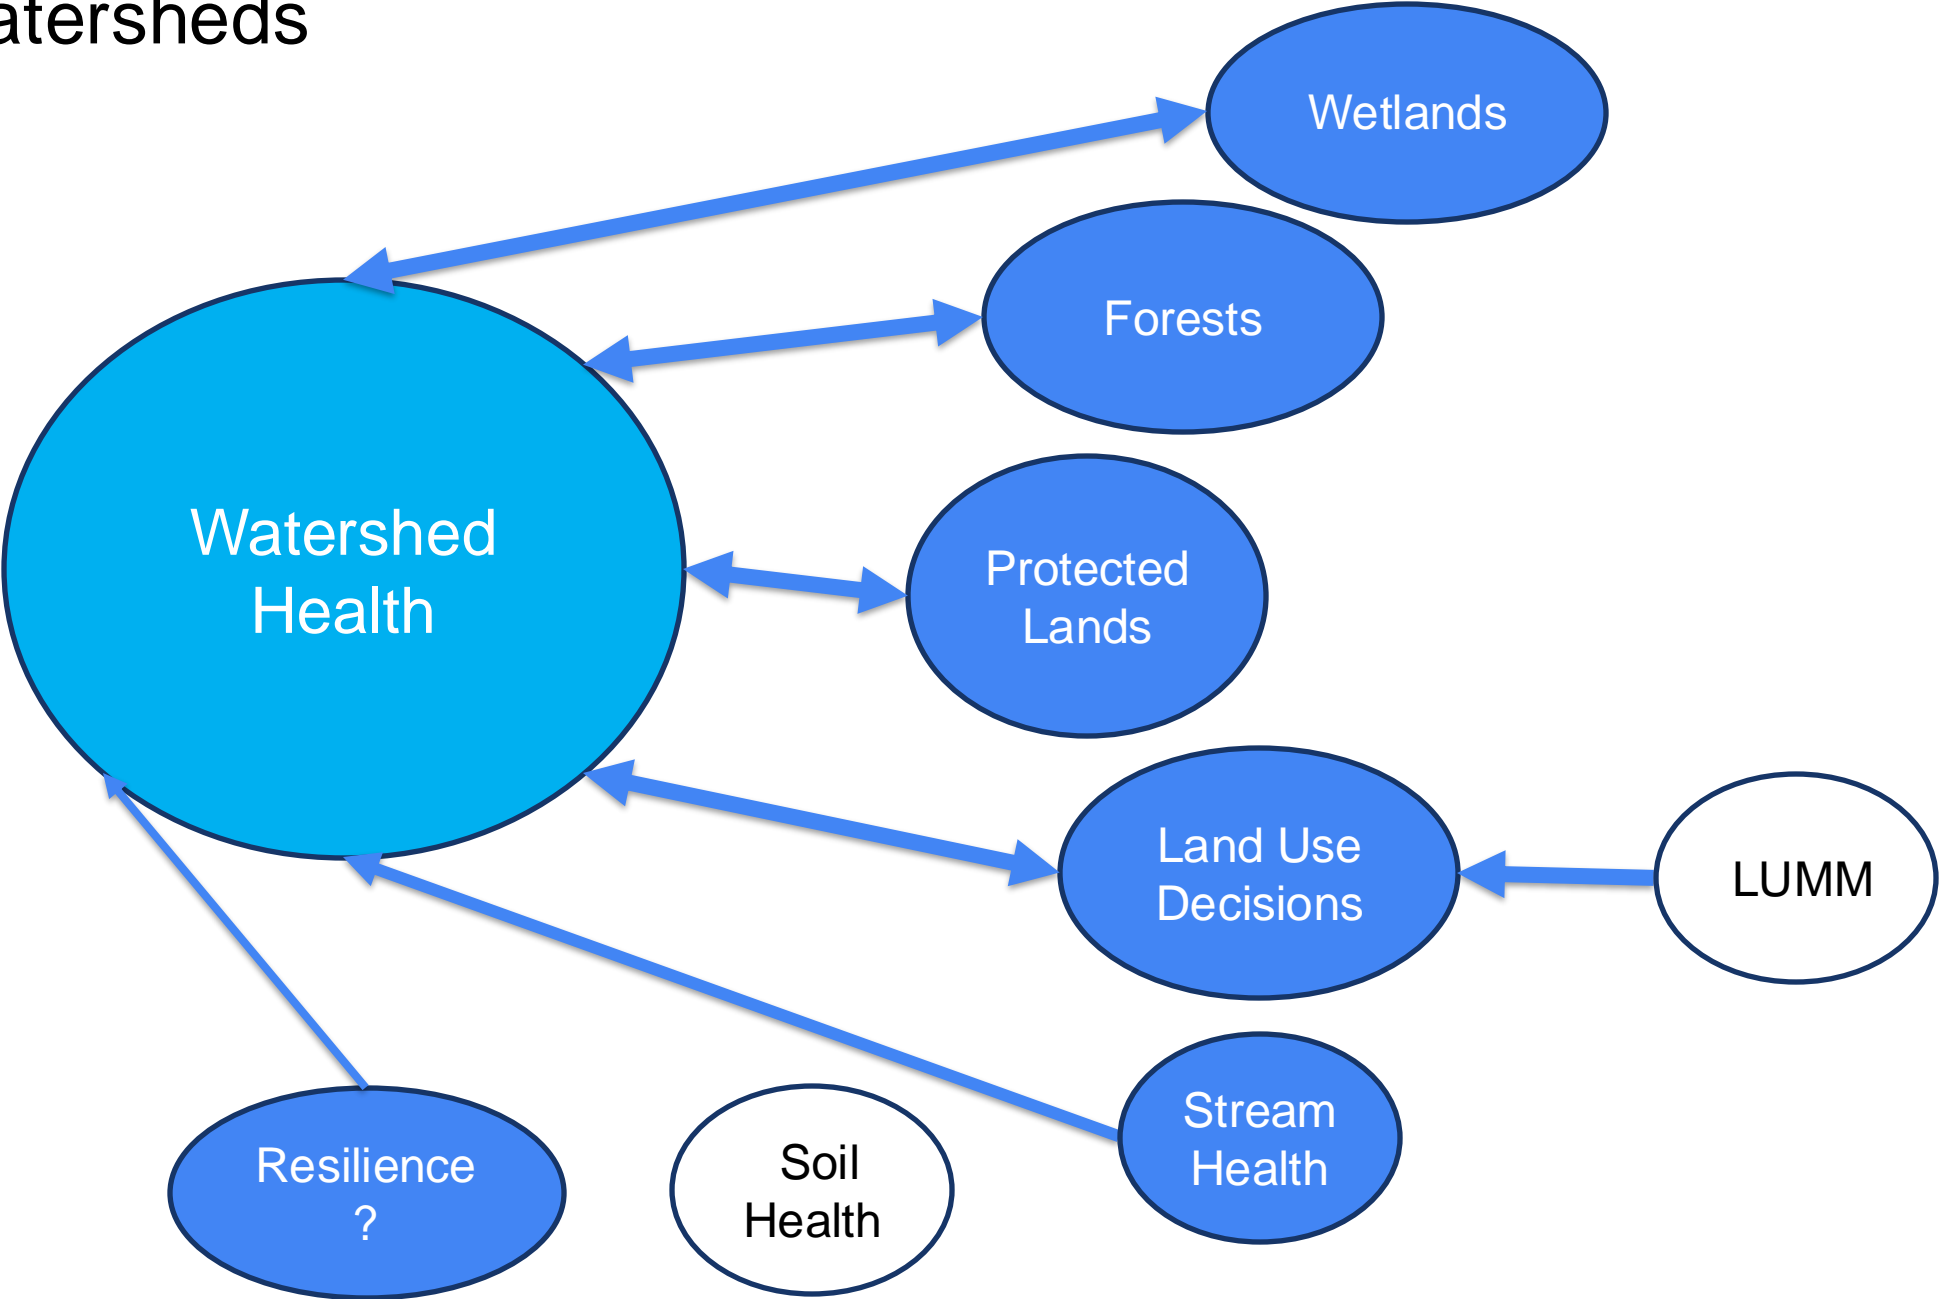 atersheds
Wetlands
Forests
Watershed
Health
Protected
Lands
Land Use
Decisions
LUMM
Stream
Health
Resilience
?
Soil
Health